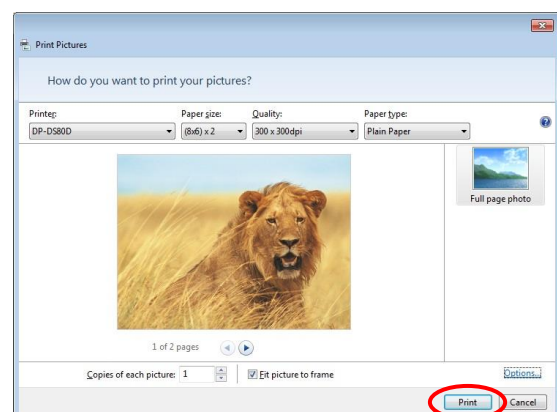 Print Pictures
How do you want to print your pictures?
Printer: Paper size: Quality: Paper type:
DP-DS80D (8x6) x 2 300 x 300dpi Plain Paper
Full page photo
1 of 2 pages
Copies of each picture: 1 Fit picture to frame Options...
Print Cancel